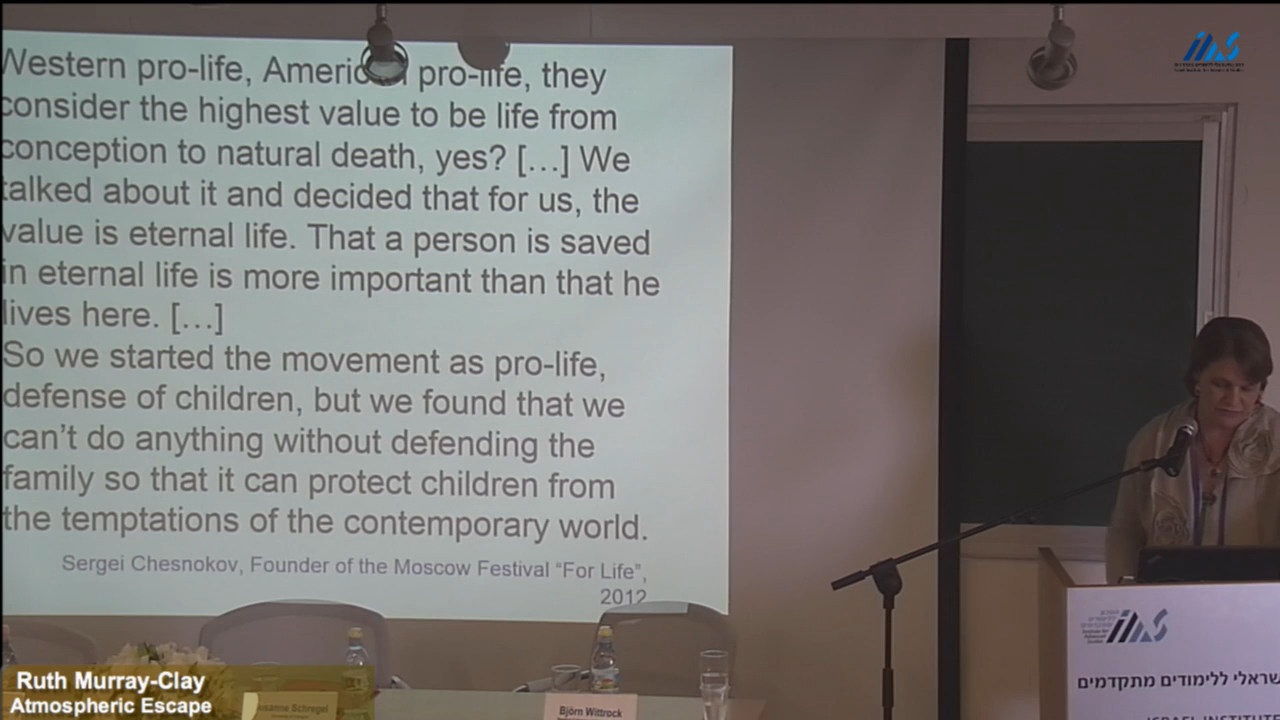 Western pro-life, American pro-life, they
consider the highest value to be life from
conception to natural death, yes? […] We
talked about it and decided that for us, the
value is eternal life. That a person is saved
in eternal life is more important than that he
lives here. […]
So we started the movement as pro-life,
defense of children, but we found that we
can’t do anything without defending the
family so that it can protect children from
the temptations of the contemporary world.
Sergei Chesnokov, Founder of the Moscow Festival “For Life”,
2012
Ruth Murray-Clay
Atmospheric Escape
Susanne Schregel
Björn Wittrock
ללימודים מתקדמים